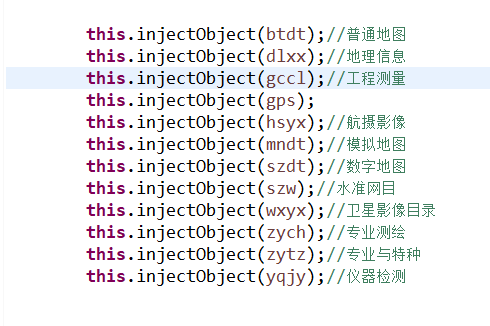 this.injectObject(btdt);//普通地图
this.injectObject(dlxx);//地理信息
this.injectObject(gccl);//工程测量
this.injectObject(gps);
this.injectObject(hsyx);//航摄影像
this.injectObject(mndt);//模拟地图
this.injectObject(szdt);//数字地图
this.injectObject(szw);//水准网目
this.injectObject(wxyx);//卫星影像目录
this.injectObject(zych);//专业测绘
this.injectObject(zytz);//专业与特种
this.injectObject(yqjy);//仪器检测